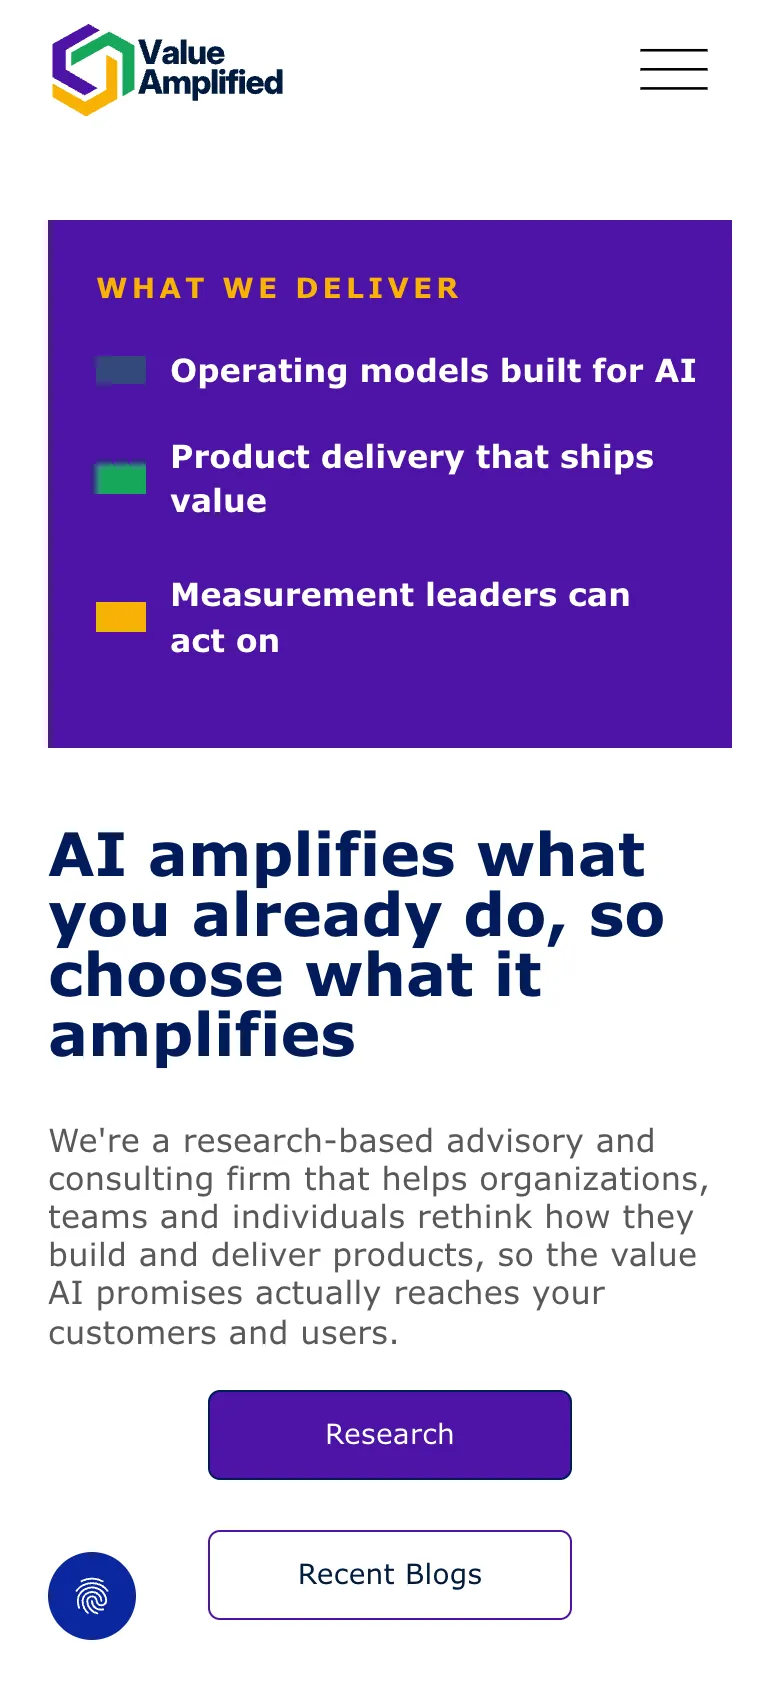 Value
Amplified
WHAT WE DELIVER
Operating models built for AI
Product delivery that ships
value
Measurement leaders can
act on
AI amplifies what
you already do, so
choose what it
amplifies
We're a research-based advisory and
consulting firm that helps organizations,
teams and individuals rethink how they
build and deliver products, so the value
AI promises actually reaches your
customers and users.
Research
Recent Blogs